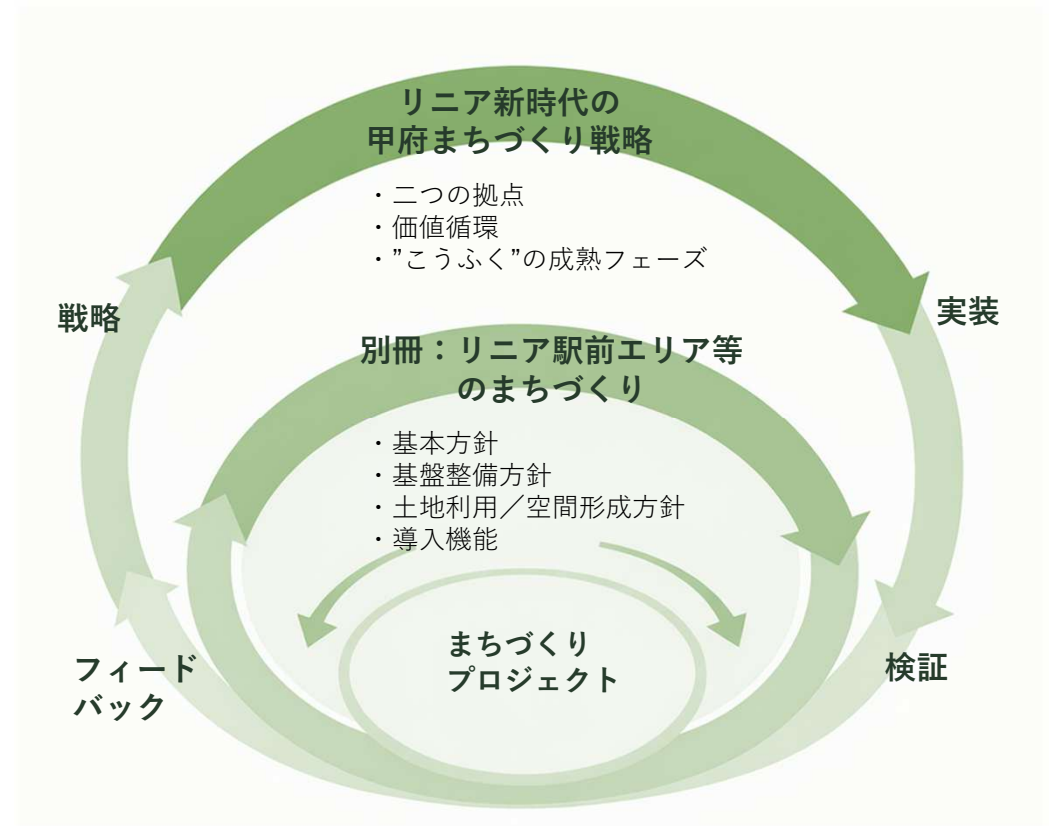 リニア新時代の
甲府まちづくり戦略
・二つの拠点
・価値循環
・”こうふく”の成熟フェーズ
戦略
実装
別冊：リニア駅前エリア等
のまちづくり
・基本方針
・基盤整備方針
・土地利用／空間形成方針
・導入機能
まちづくり
プロジェクト
フィード
バック
検証